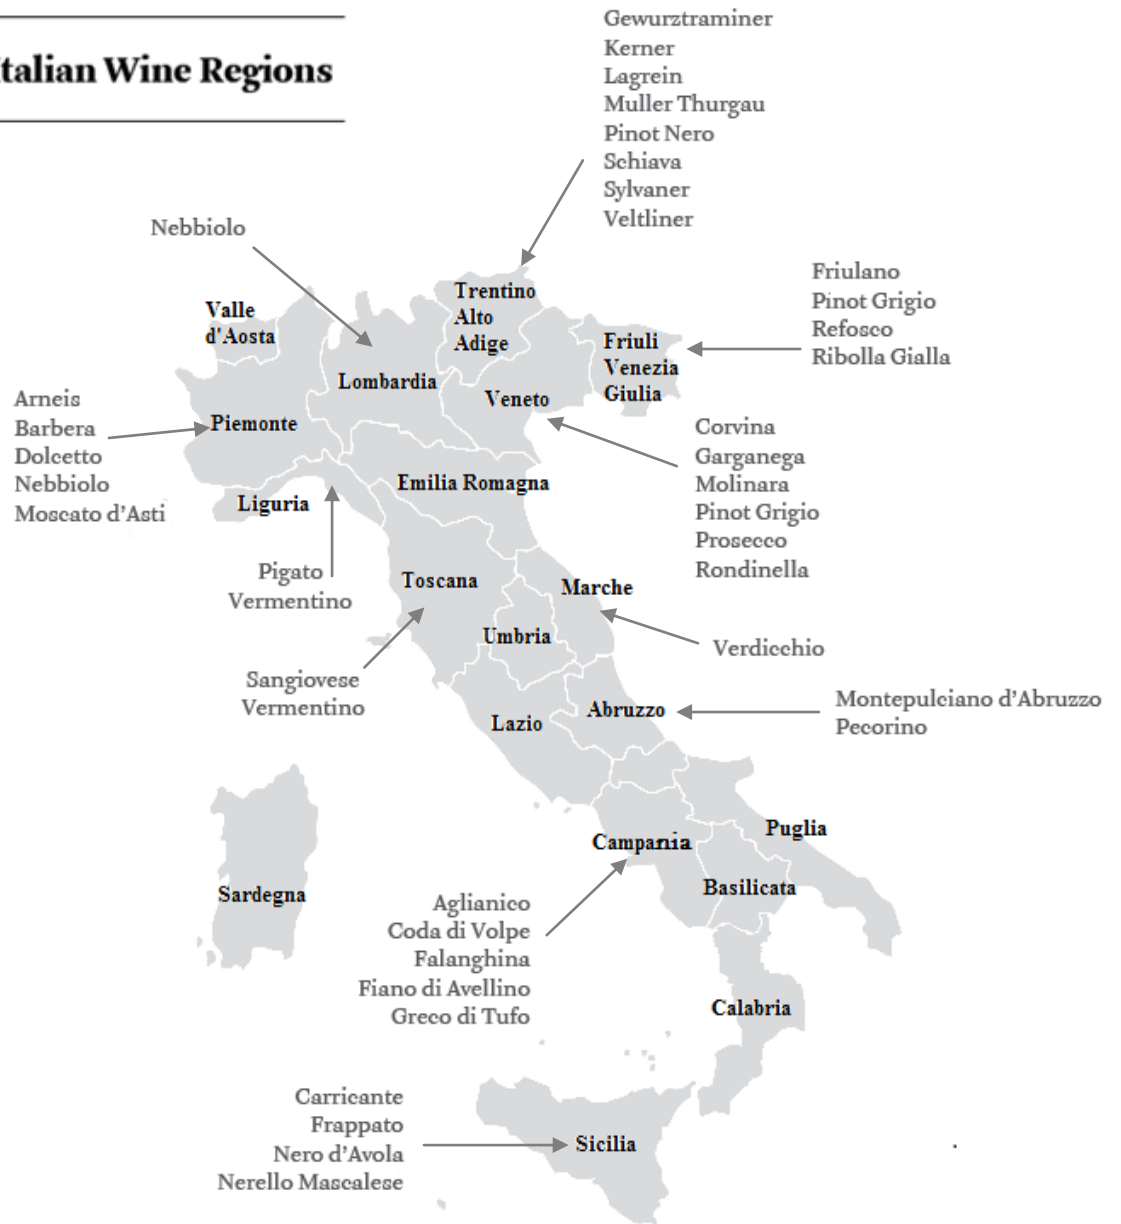 Italian Wine Regions
Gewurztraminer
Kerner
Lagrein
Muller Thurgau
Pinot Nero
Schiava
Sylvaner
Veltliner
Nebbiolo
Friulano
Pinot Grigio
Refosco
Ribolla Gialla
Valle
d'Aosta
Trentino
Alto
Adige
Friuli
Venezia
Giulia
Lombardia
Veneto
Arneis
Barbera
Dolcetto
Nebbiolo
Moscato d'Asti
Piemonte
Corvina
Garganega
Molinara
Pinot Grigio
Prosecco
Rondinella
Emilia Romagna
Liguria
Pigato
Vermentino
Toscana
Marche
Umbria
Verdicchio
Sangiovese
Vermentino
Abruzzo
Montepulciano d'Abruzzo
Pecorino
Lazio
Campania
Puglia
Basilicata
Sardegna
Aglianico
Coda di Volpe
Falanghina
Fiano di Avellino
Greco di Tufo
Calabria
Carricante
Frappato
Nero d'Avola
Nerello Mascalese
Sicilia